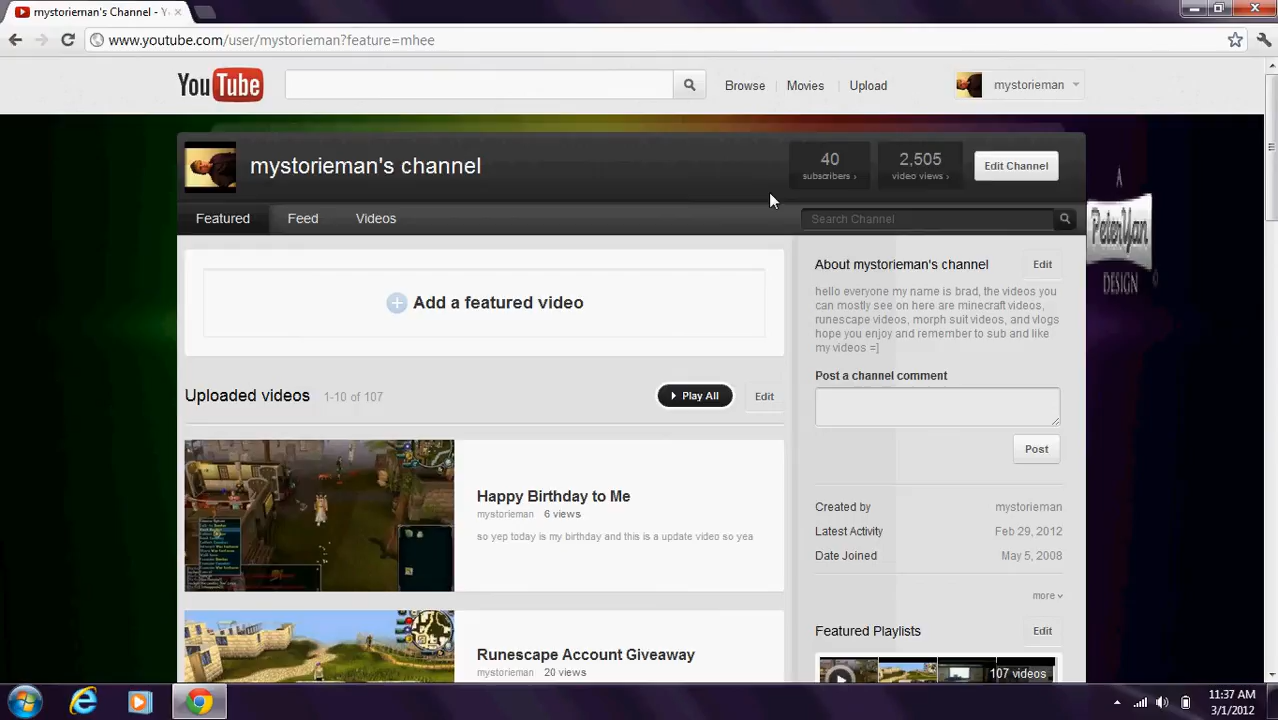 mystorieman's Channel - Y
www.youtube.com/user/mystorieman?feature=mhee
YouTube
Browse
Movies
Upload
mystorieman
mystorieman's channel
40
subscribers ›
2,505
video views ›
Edit Channel
Featured
Feed
Videos
Search Channel
Add a featured video
About mystorieman's channel
Edit
hello everyone my name is brad, the videos you
can mostly see on here are minecraft videos,
runescape videos, morph suit videos, and vlogs
hope you enjoy and remember to sub and like
my videos =]
Post a channel comment
Post
Uploaded videos
1-10 of 107
Play All
Edit
Happy Birthday to Me
mystorieman 6 views
so yep today is my birthday and this is a update video so yea
Created by mystorieman
Latest Activity Feb 29, 2012
Date Joined May 5, 2008
more
Runescape Account Giveaway
mystorieman 20 views
Featured Playlists
Edit
107 videos
A
PeterYan
DESIGN
11:37 AM
3/1/2012